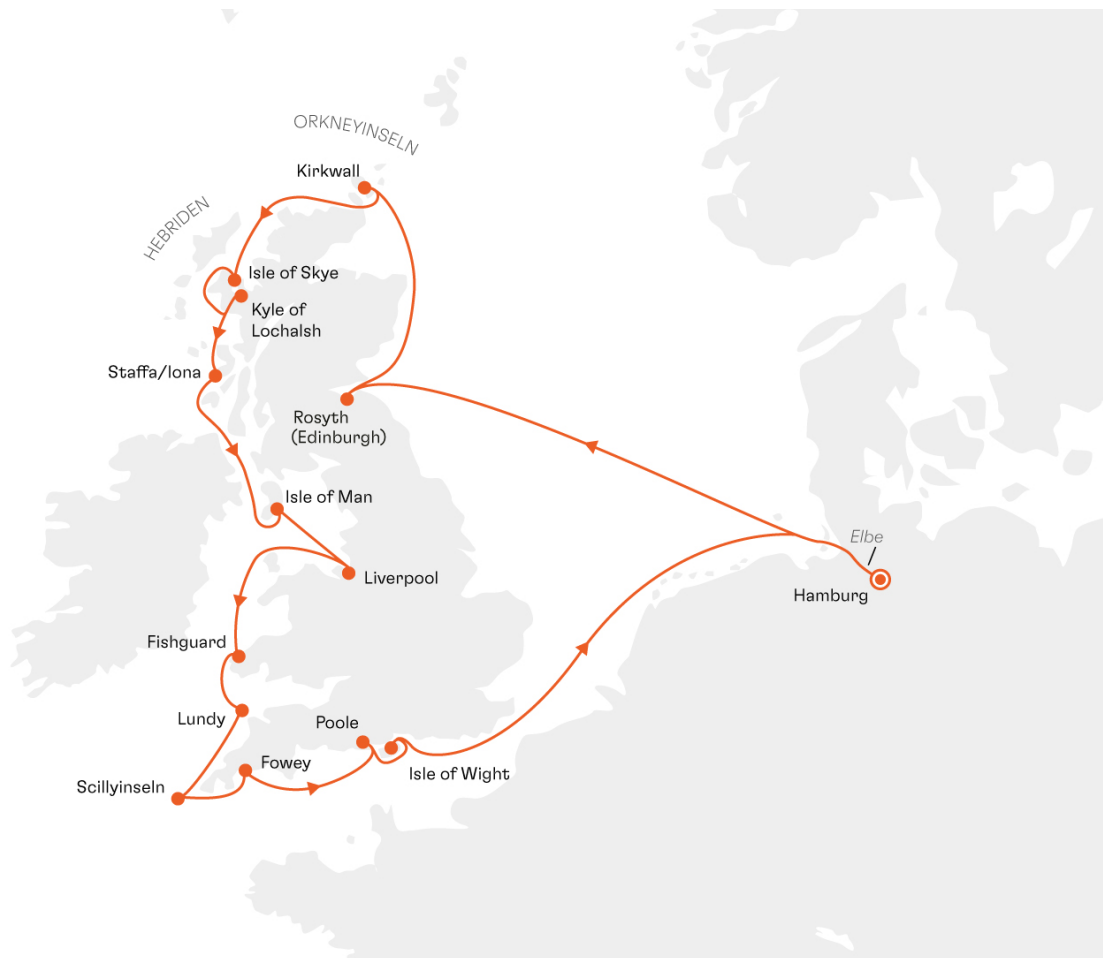 ORKNEYINSELN
Kirkwall
HEBRIDEN
Isle of Skye
Kyle of
Lochalsh
Staffa/Iona
Rosyth
(Edinburgh)
Isle of Man
Elbe
Liverpool
Hamburg
Fishguard
Lundy
Poole
Fowey
Isle of Wight
Scillyinseln